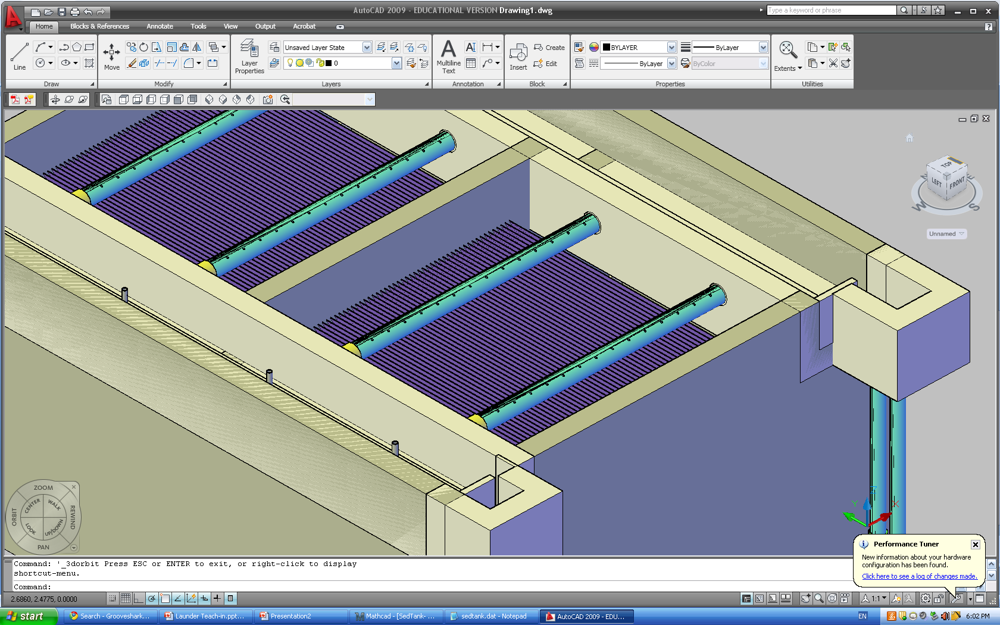 AutoCAD 2009 - EDUCATIONAL VERSION Drawing1.dwg
Type a keyword or phrase
Home Blocks & References Annotate Tools View Output Acrobat
Unsaved Layer State
BYLAYER
ByLayer
Create
Line
Move
Layer Properties
0
Multiline Text
Insert
Edit
ByLayer
ByColor
Extents
Draw Modify Layers Annotation Block Properties Utilities
TOP
LEFT FRONT
W S
Unnamed
ZOOM
CENTER WALK
ORBIT REWIND
LOOK UP/DOWN
PAN
Z
Y X
Performance Tuner
New information about your hardware
configuration has been found.
Click here to see a log of changes made.
Command: '_3dorbit Press ESC or ENTER to exit, or right-click to display
shortcut-menu.
Command:
2.6860, 2.4775, 0.0000
1:1
start
Search - Grooveshark...
Launder Teach-in.ppt...
Presentation2
Mathcad - [SedTank- ...
sedtank.dat - Notepad
AutoCAD 2009 - EDU...
EN
6:02 PM